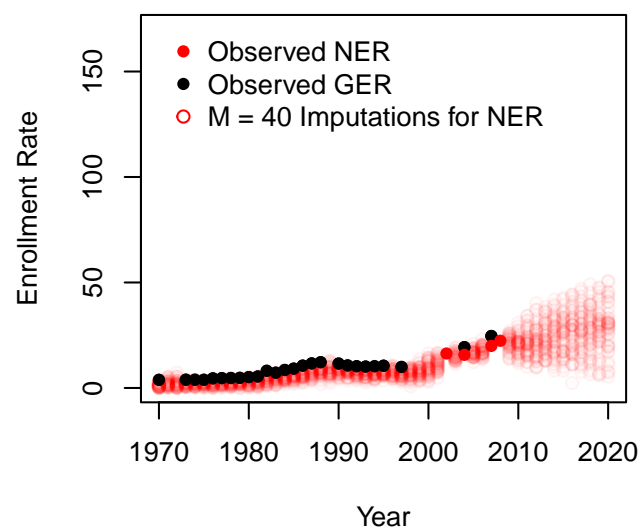 Observed NER
Observed GER
M = 40 Imputations for NER
Enrollment Rate
150
100
50
0
1970 1980 1990 2000 2010 2020
Year